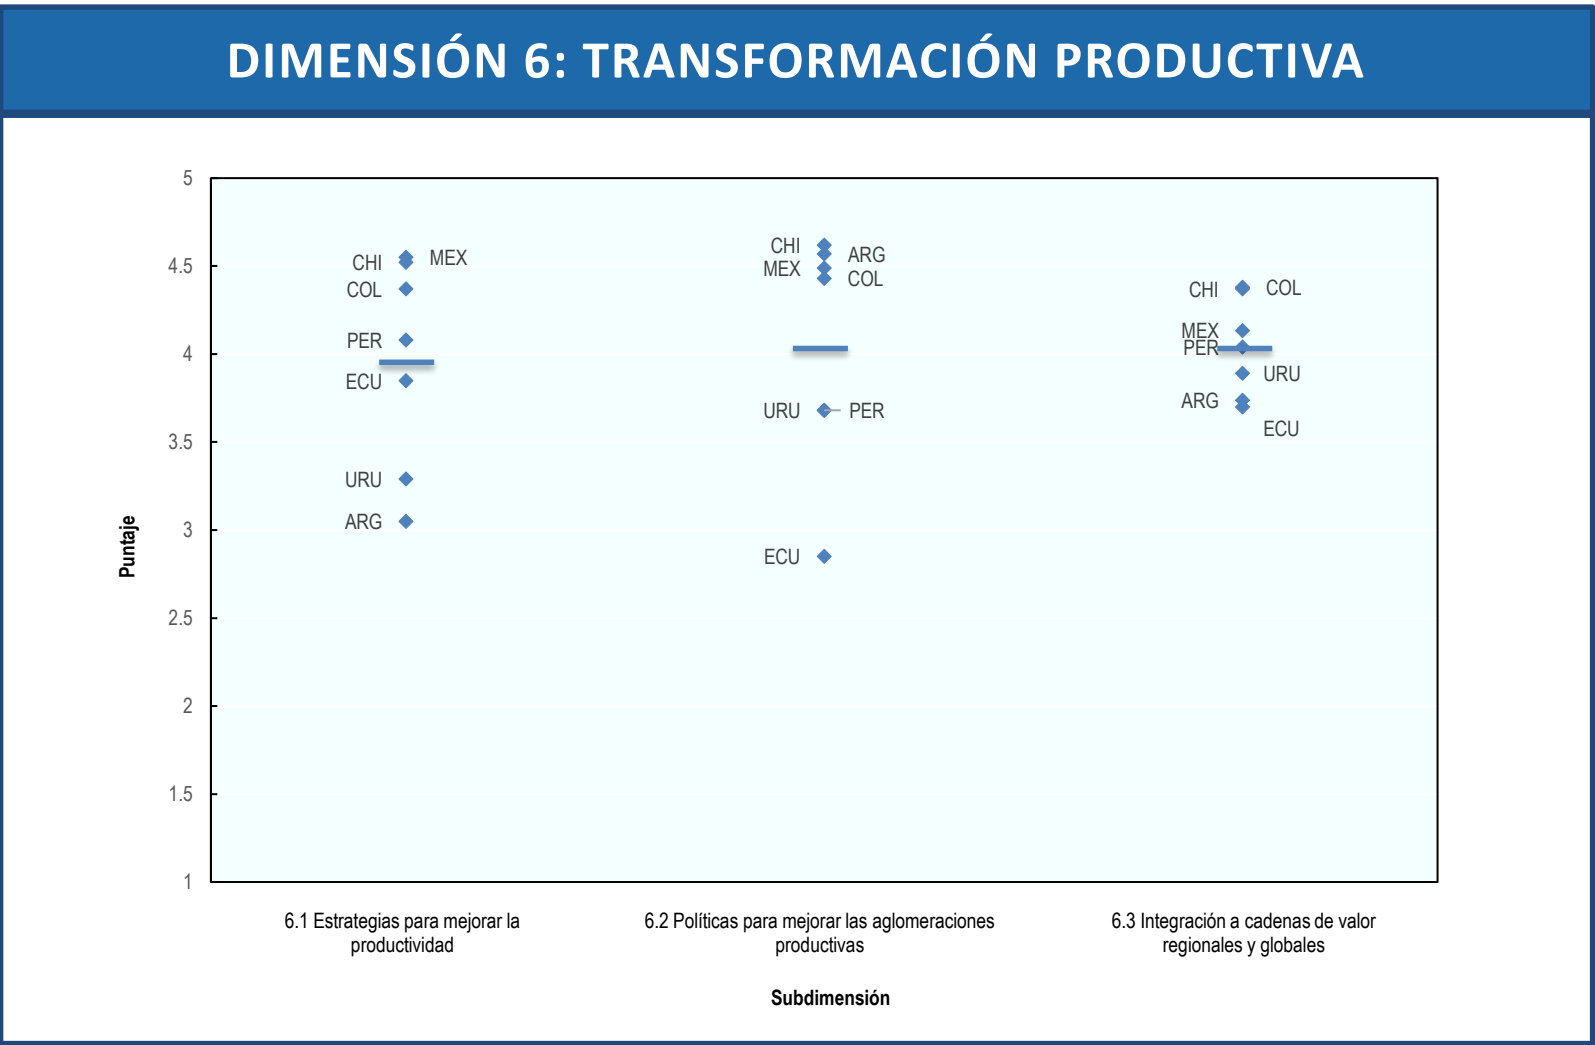 DIMENSIÓN 6: TRANSFORMACIÓN PRODUCTIVA
5
4.5
4
3.5
3
2.5
2
1.5
1
Puntaje
CHI
MEX
COL
PER
ECU
URU
ARG
CHI
ARG
MEX
COL
URU
PER
ECU
CHI
COL
MEX
PER
URU
ARG
ECU
6.1 Estrategias para mejorar la
productividad
6.2 Políticas para mejorar las aglomeraciones
productivas
6.3 Integración a cadenas de valor
regionales y globales
Subdimensión